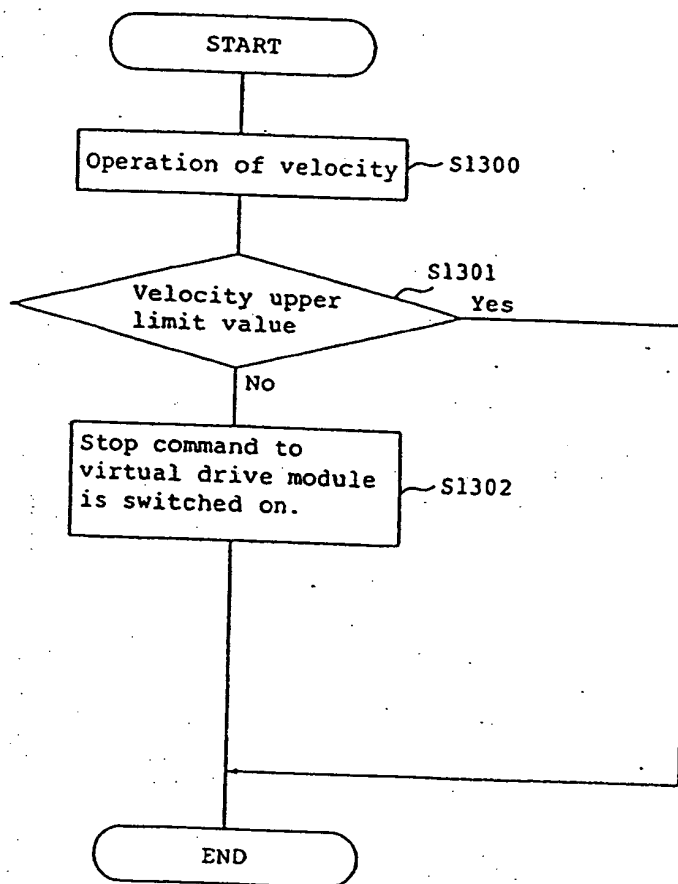 START
Operation of velocity
S1300
S1301
Velocity upper
limit value
Yes
No
Stop command to
virtual drive module
is switched on.
S1302
END